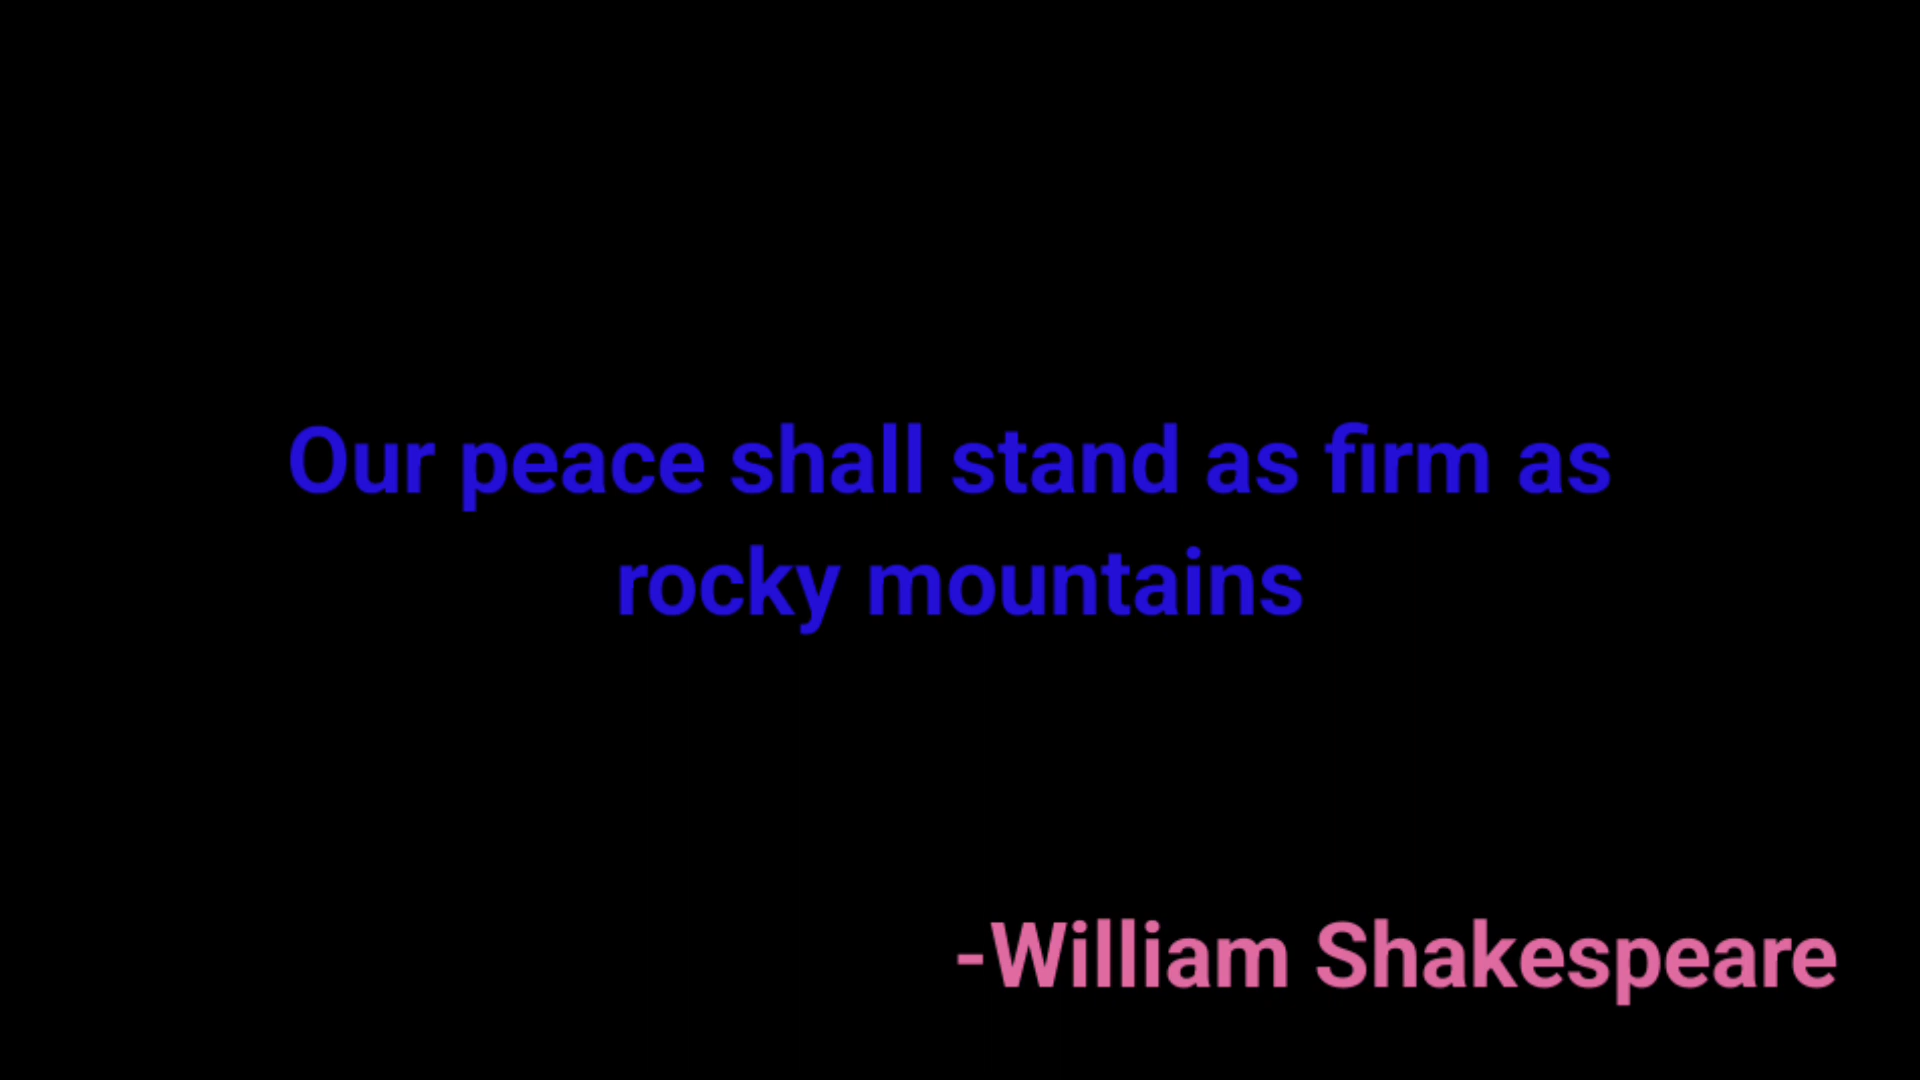 Our peace shall stand as firm as
rocky mountains
-William Shakespeare